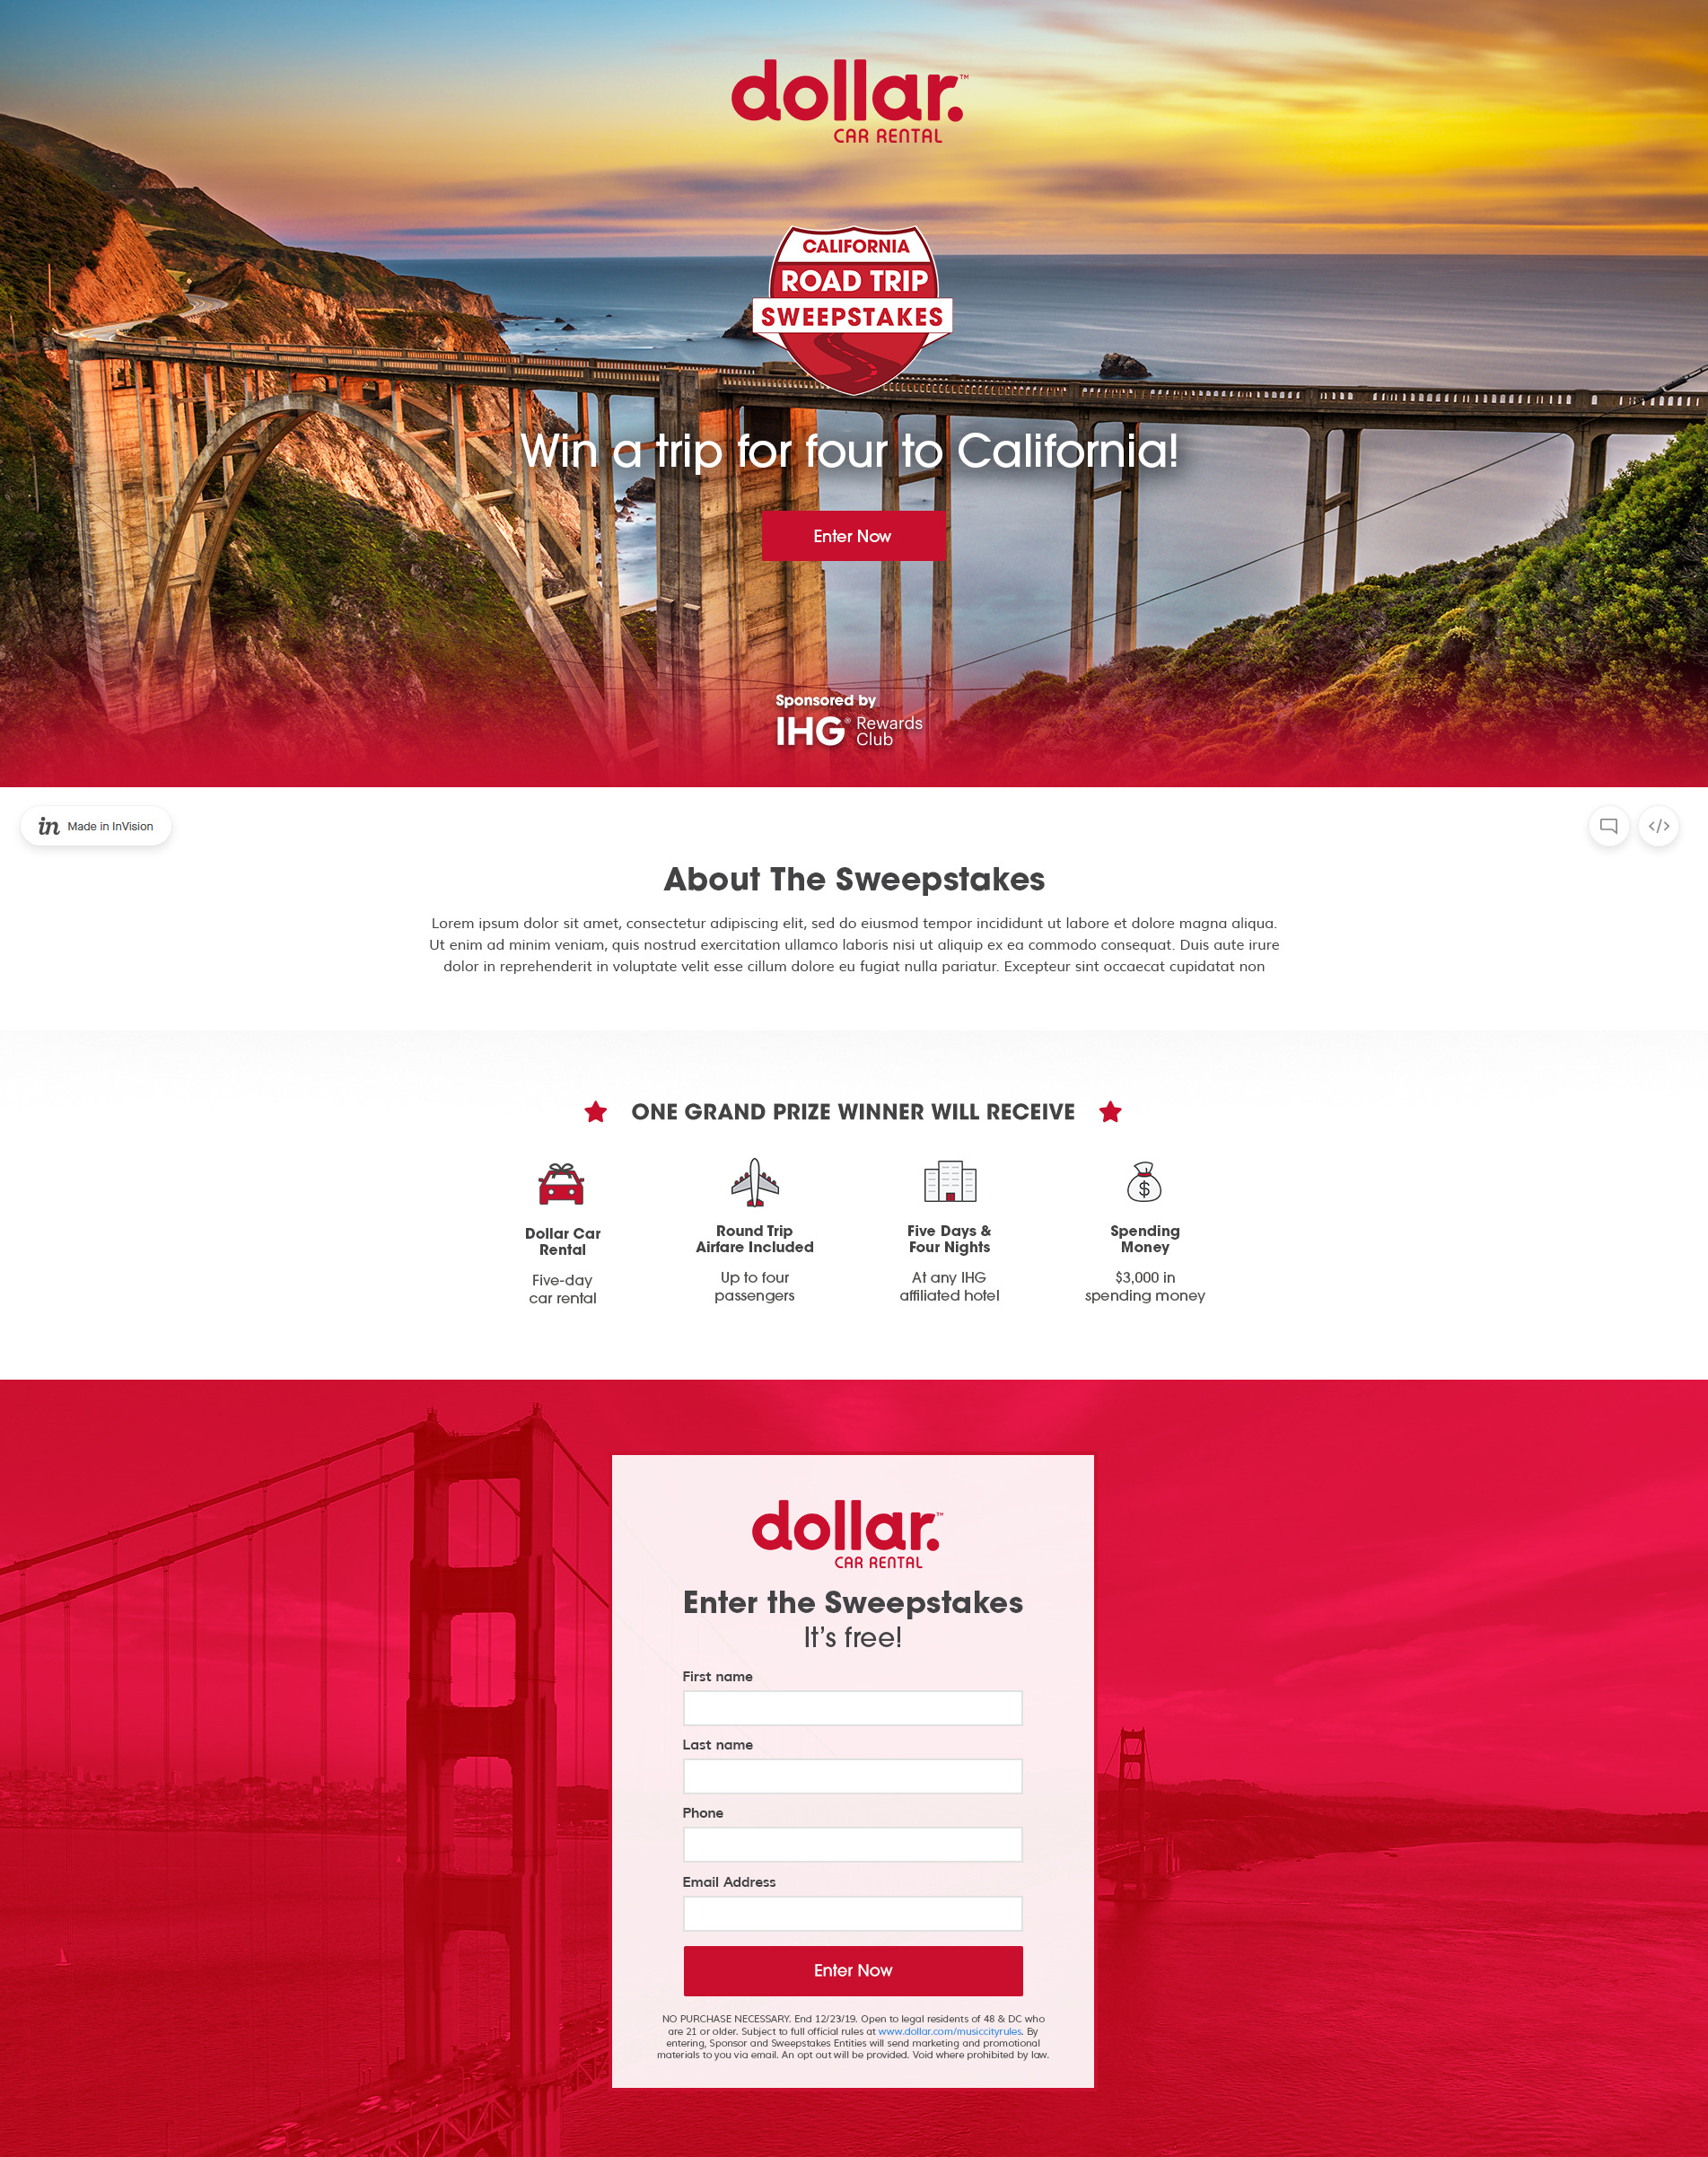 dollar.™
CAR RENTAL
CALIFORNIA
ROAD TRIP
SWEEPSTAKES
Win a trip for four to California!
Enter Now
Sponsored by
IHG® Rewards
Club
in Made in InVision
</>
About The Sweepstakes
Lorem ipsum dolor sit amet, consectetur adipiscing elit, sed do eiusmod tempor incididunt ut labore et dolore magna aliqua.
Ut enim ad minim veniam, quis nostrud exercitation ullamco laboris nisi ut aliquip ex ea commodo consequat. Duis aute irure
dolor in reprehenderit in voluptate velit esse cillum dolore eu fugiat nulla pariatur. Excepteur sint occaecat cupidatat non
ONE GRAND PRIZE WINNER WILL RECEIVE
$
Dollar Car
Rental
Five-day
car rental
Round Trip
Airfare Included
Up to four
passengers
Five Days &
Four Nights
At any IHG
affiliated hotel
Spending
Money
$3,000 in
spending money
dollar.™
CAR RENTAL
Enter the Sweepstakes
It's free!
First name
Last name
Phone
Email Address
Enter Now
NO PURCHASE NECESSARY. End 12/23/19. Open to legal residents of 48 & DC who
are 21 or older. Subject to full official rules at www.dollar.com/musiccityrules. By
entering, Sponsor and Sweepstakes Entities will send marketing and promotional
materials to you via email. An opt out will be provided. Void where prohibited by law.